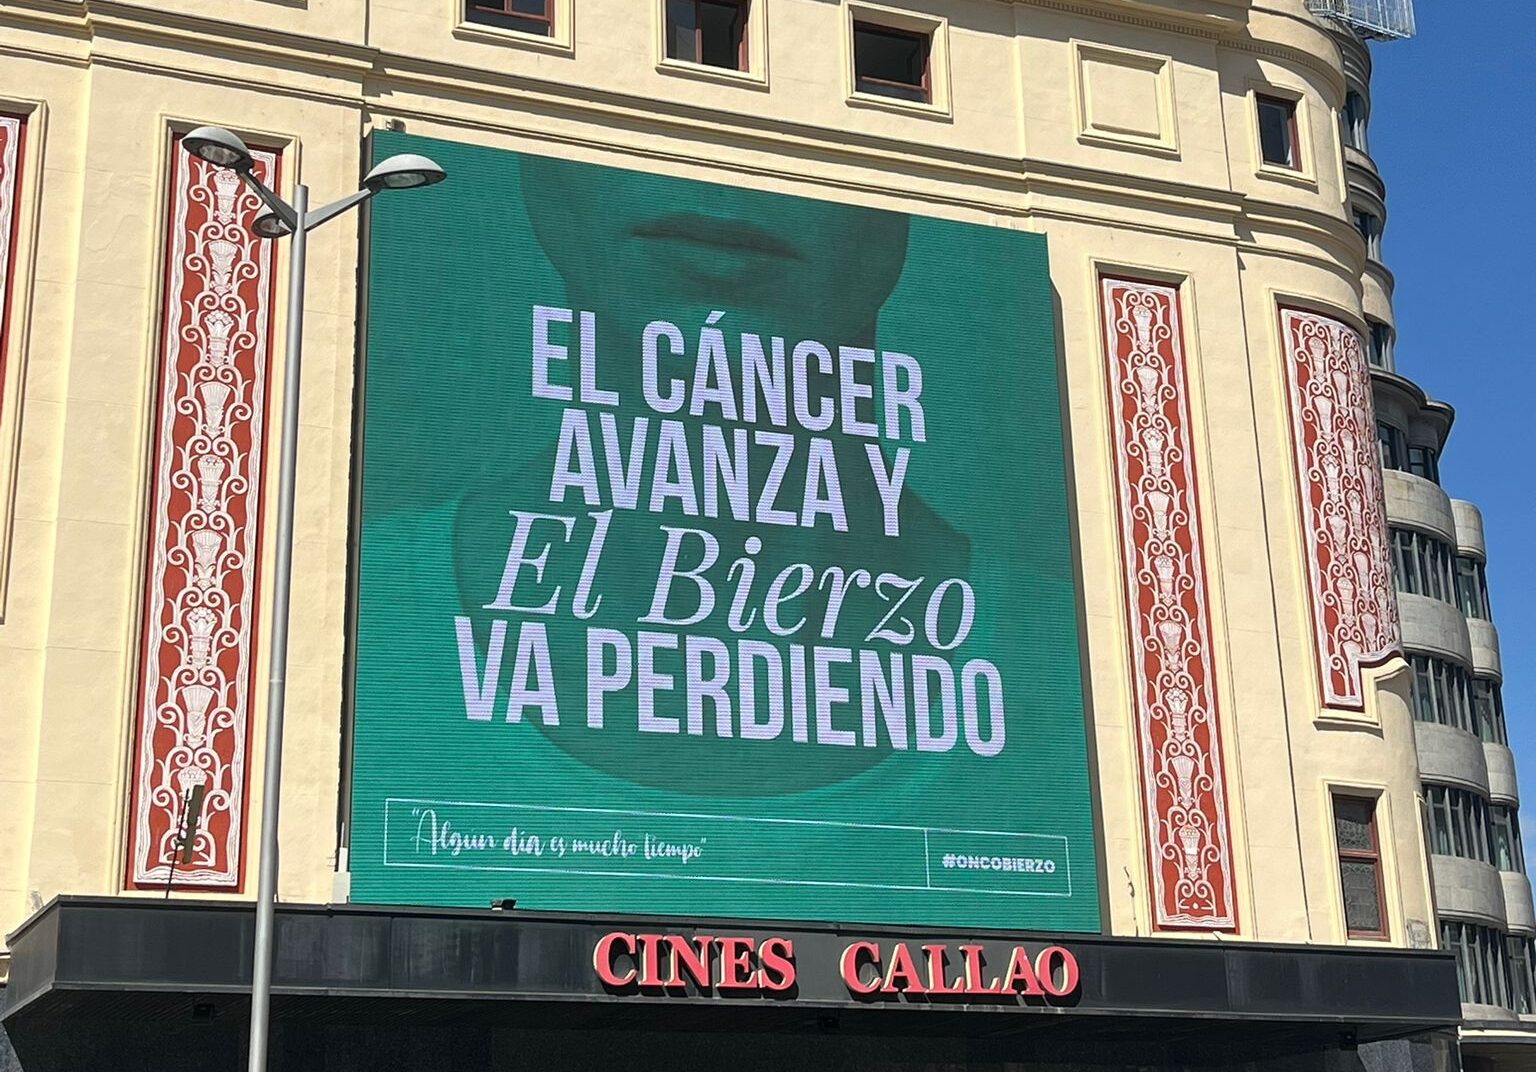 EL CÁNCER
AVANZA Y
El Bierzo
VA PERDIENDO
"Algun día es mucho tiempo"
#ONCOBIERZO
CINES CALLAO